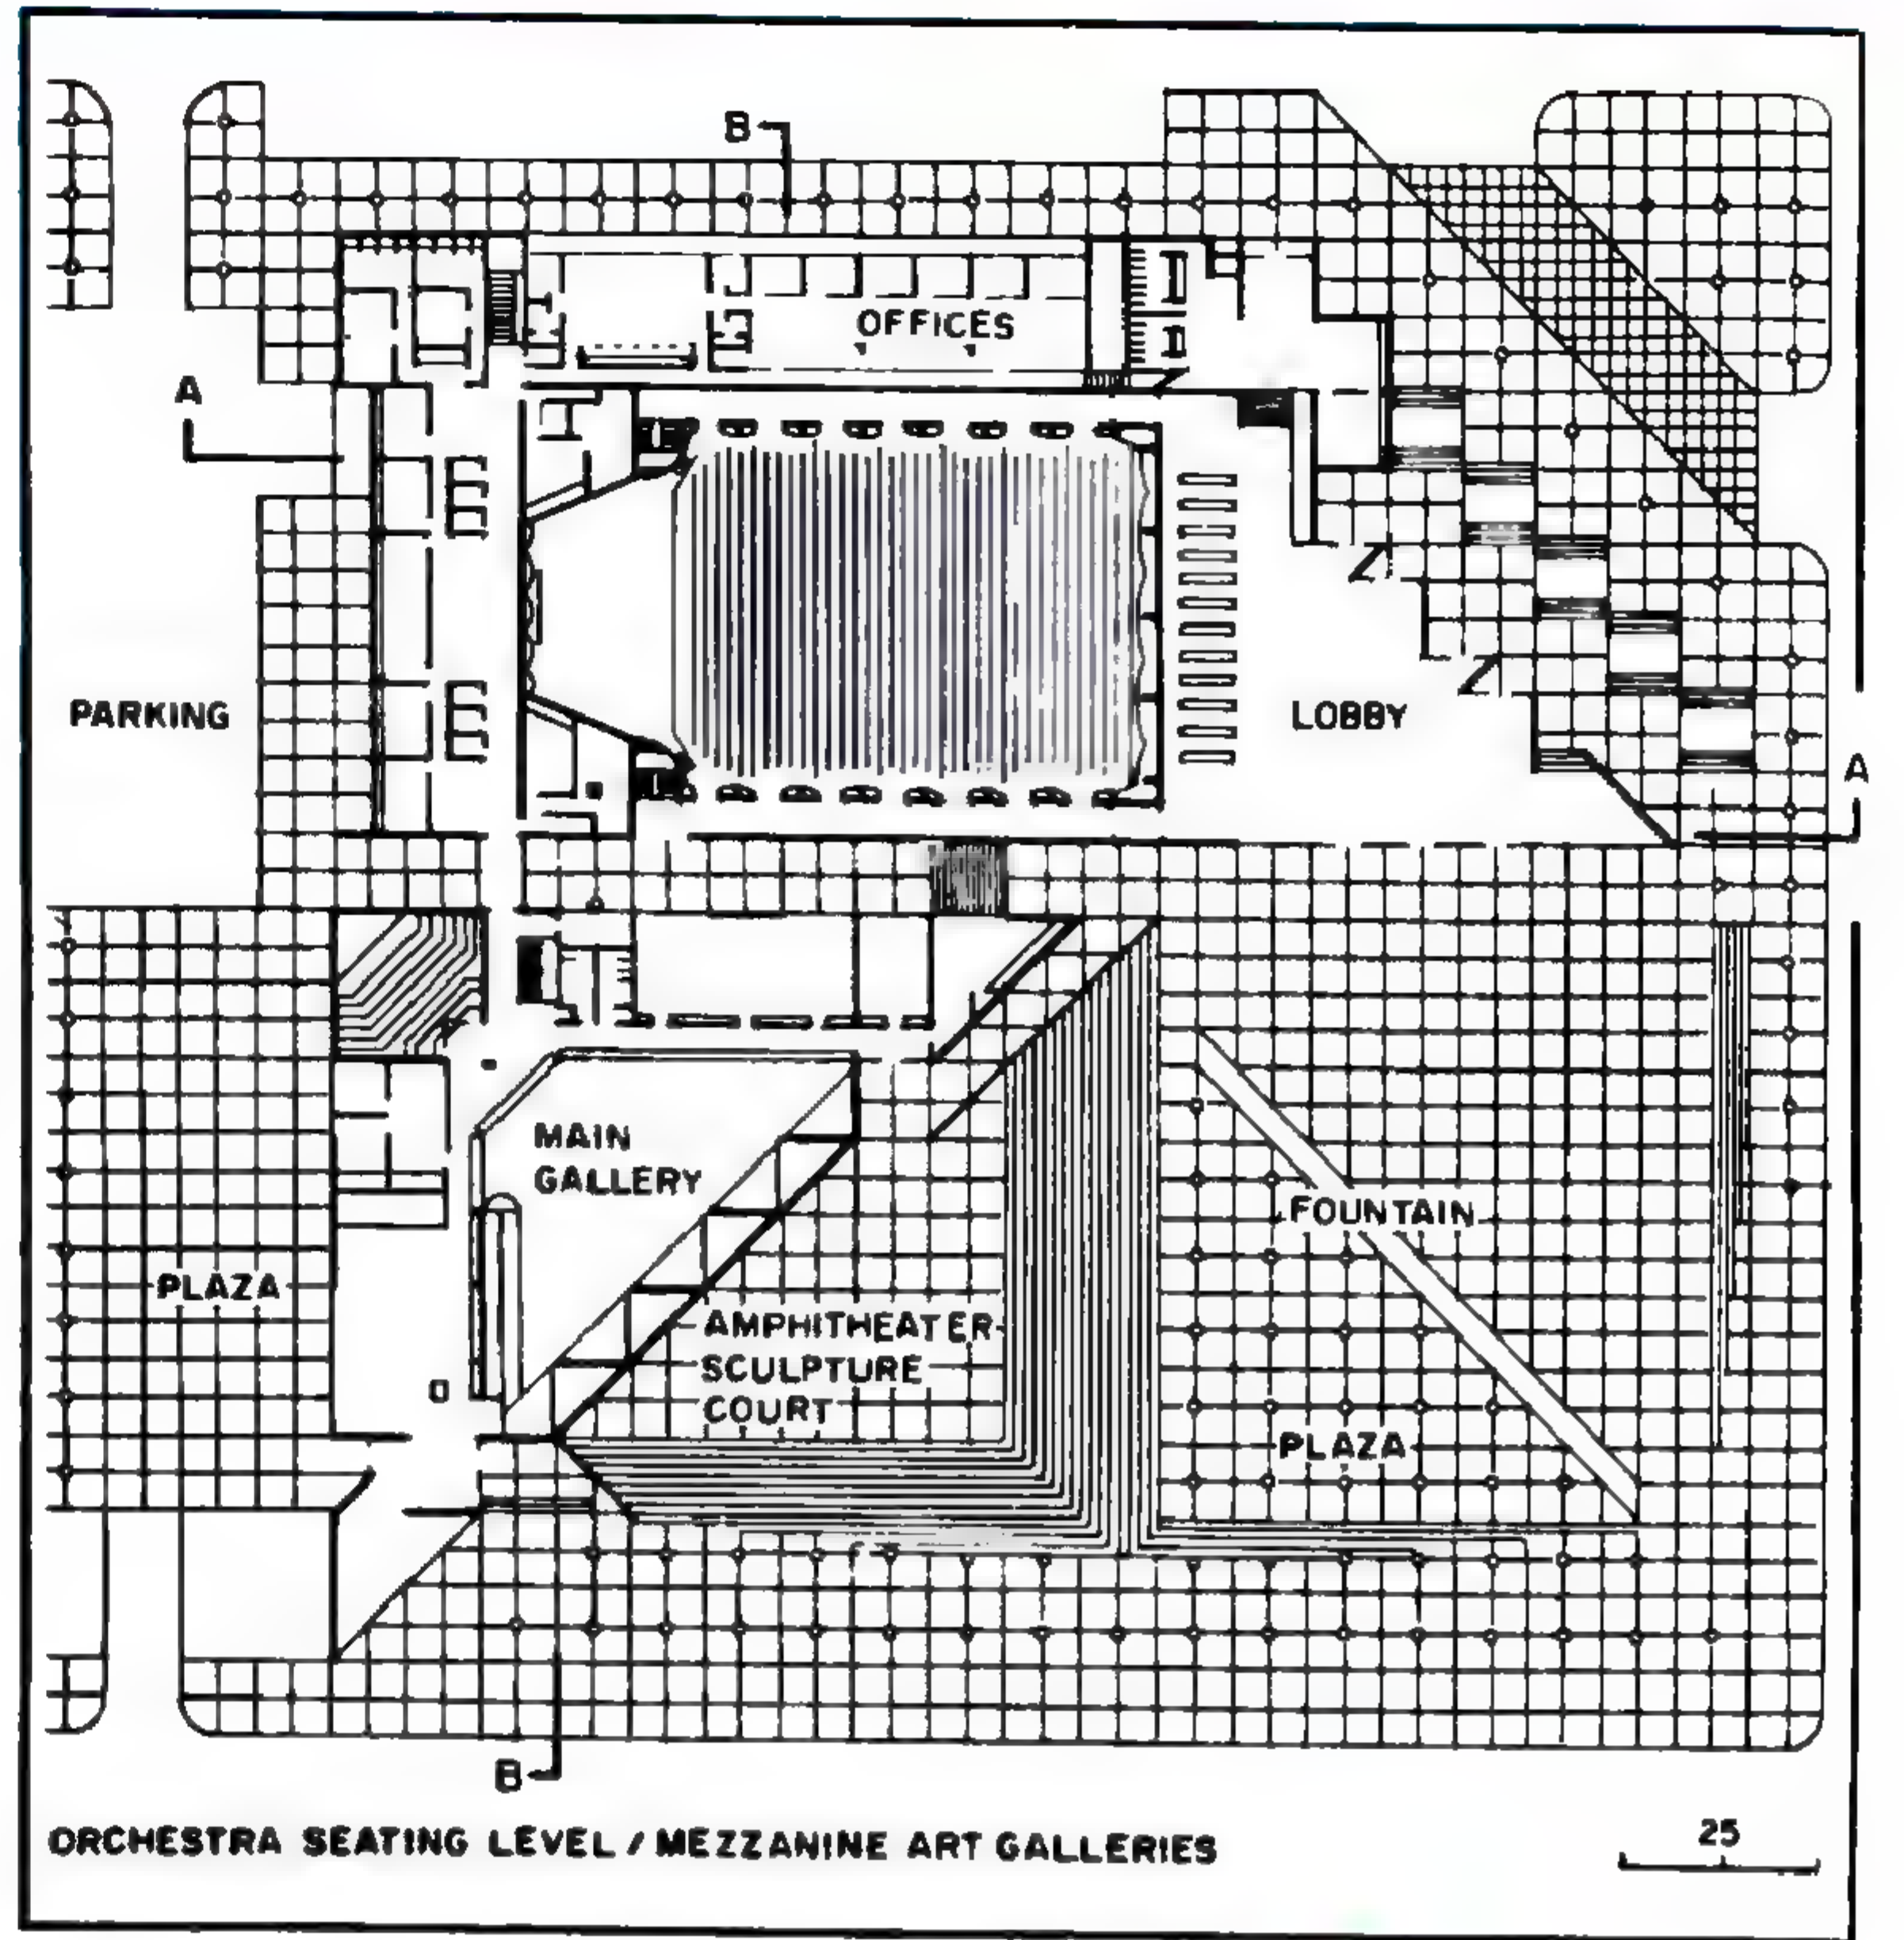 B
OFFICES
A
PARKING
LOBBY
A
MAIN
GALLERY
FOUNTAIN
PLAZA
AMPHITHEATER
SCULPTURE
COURT
PLAZA
B
ORCHESTRA SEATING LEVEL / MEZZANINE ART GALLERIES
25